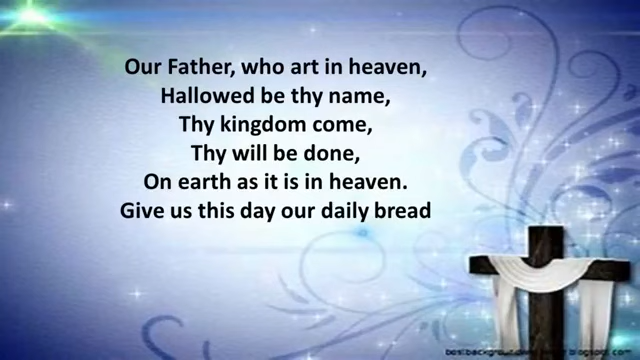 Our Father, who art in heaven,
Hallowed be thy name,
Thy kingdom come,
Thy will be done,
On earth as it is in heaven.
Give us this day our daily bread